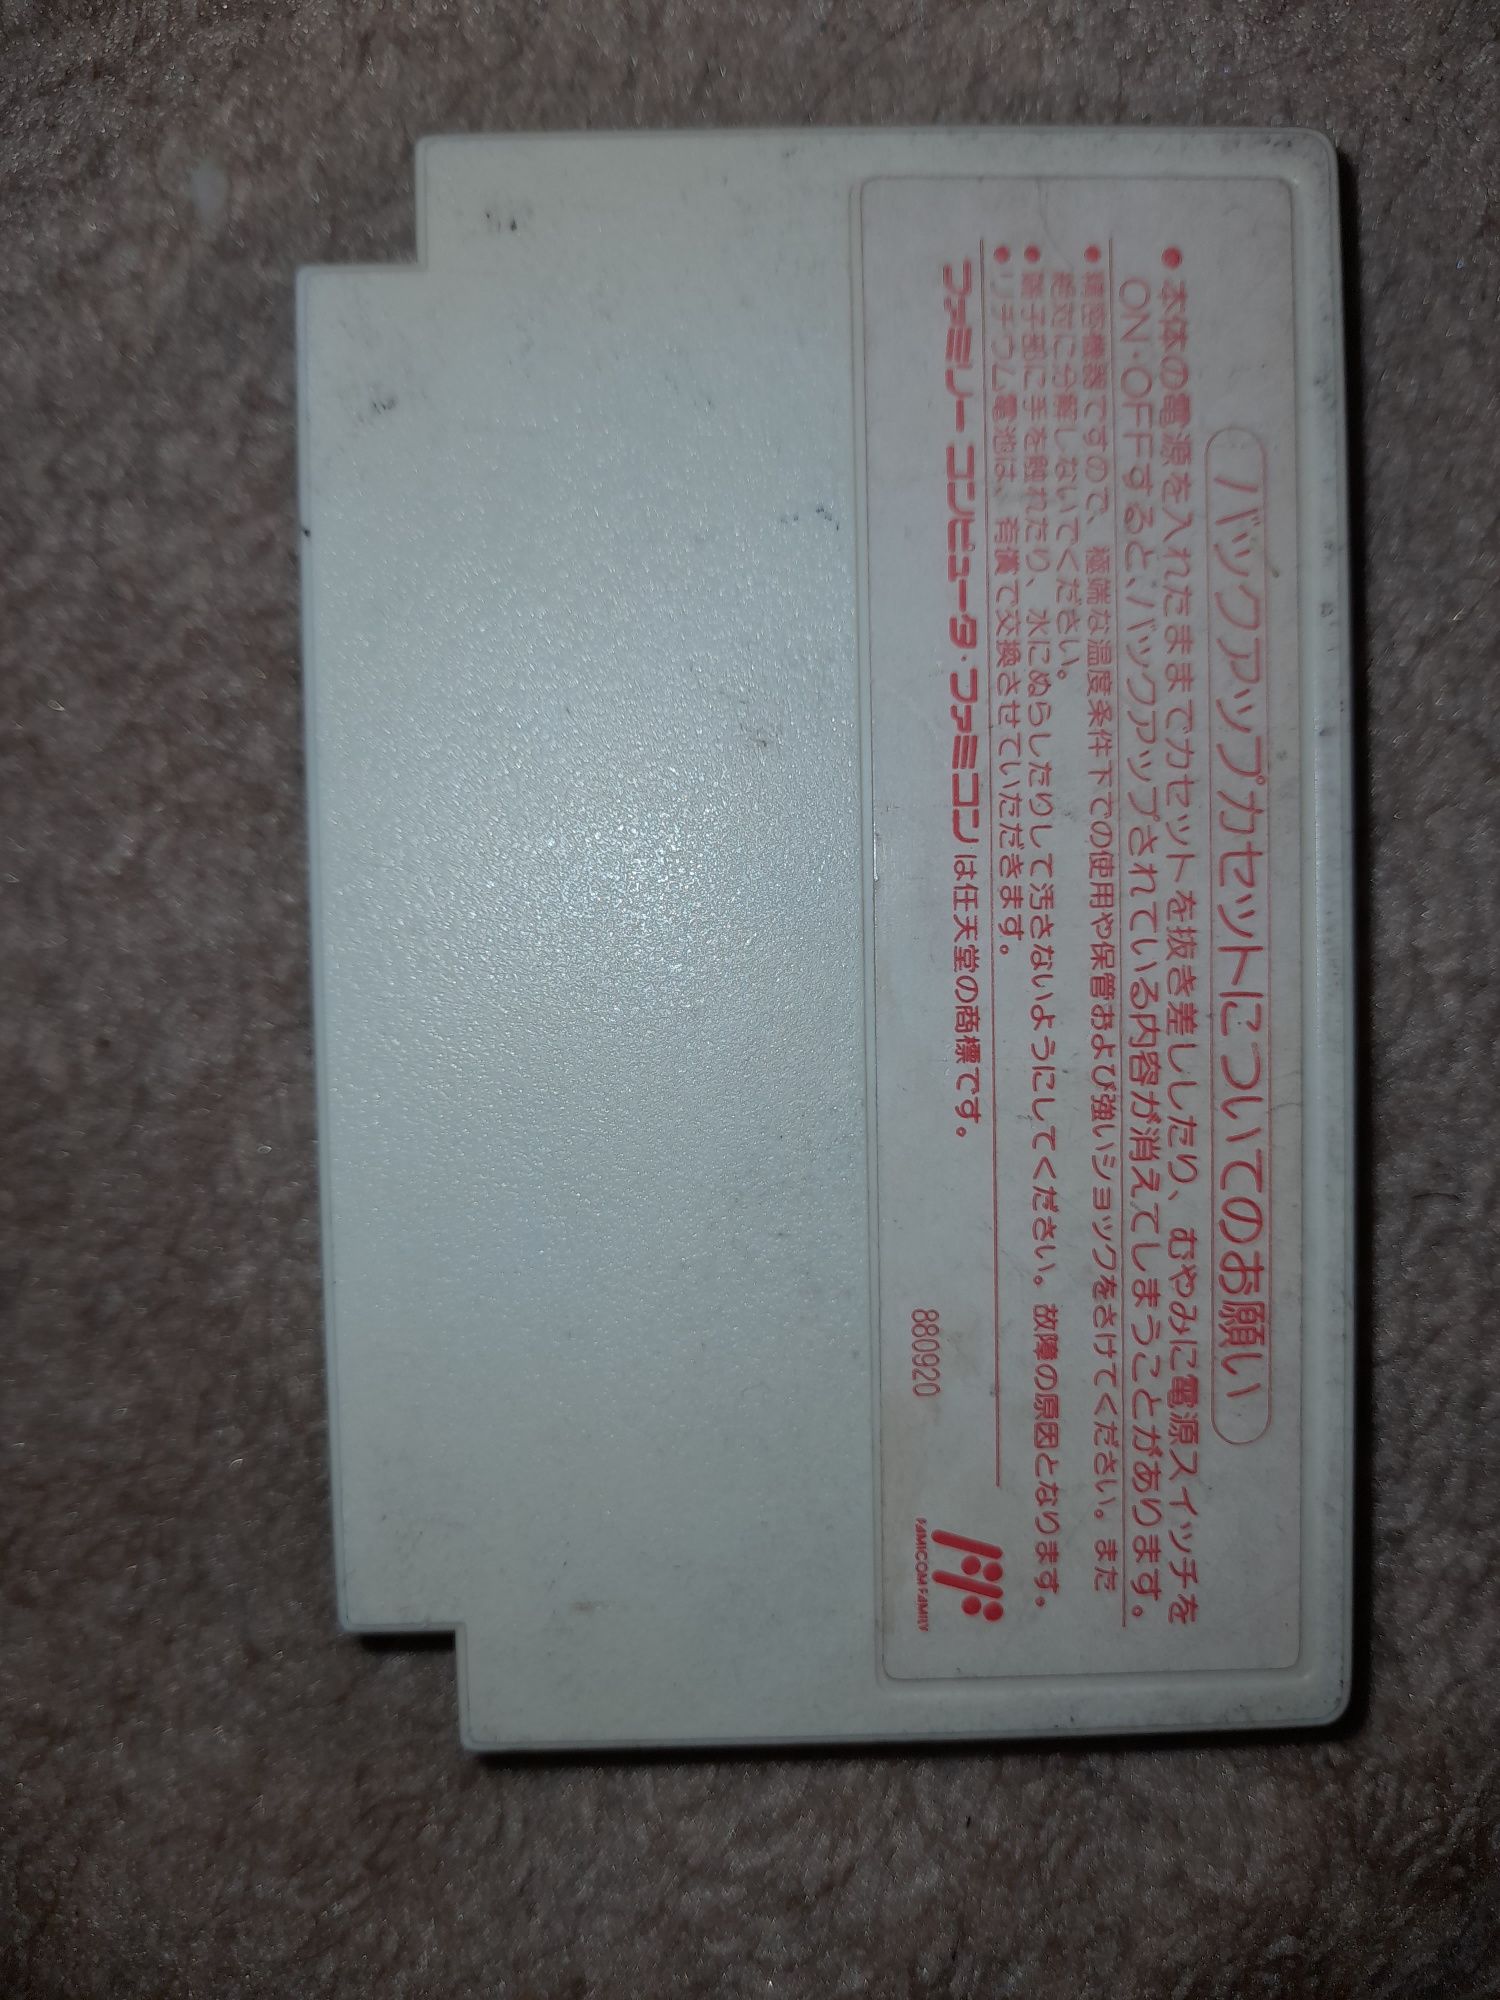 バックアップカセットについてのお願い
●本体の電源を入れたままでカセットを抜き差ししたり、むやみに電源スイッチを
ON・OFFすると、バックアップされている内容が消えてしまうことがあります。
●精密機器ですので、極端な温度条件下での使用や保管および強いショックをさけてください。また
絶対に分解しないでください。
●端子部に手を触れたり、水にぬらしたりして汚さないようにしてください。故障の原因となります。
●リチウム電池は、有償で交換させていただきます。
ファミリーコンピュータ・ファミコンは任天堂の商標です。
880920
FAMICOM FAMILY